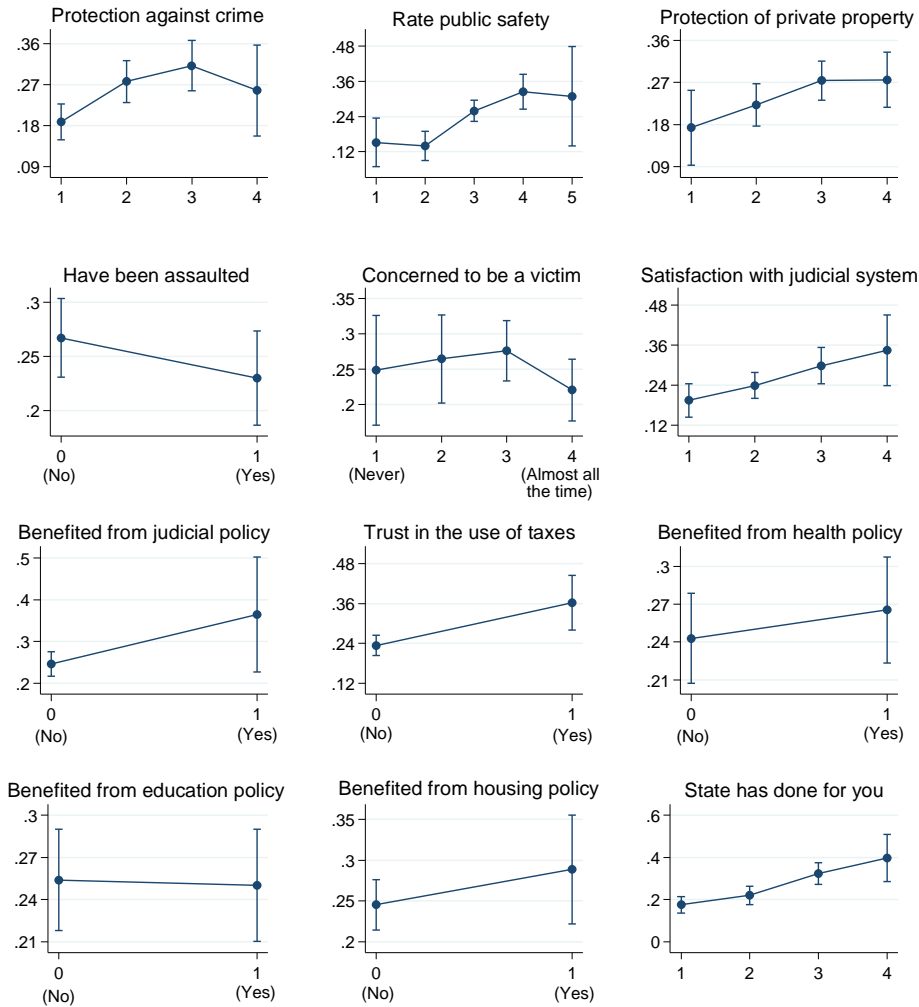 Protection against crime
.36
.27
.18
.09
1 2 3 4
Rate public safety
.48
.36
.24
.12
1 2 3 4 5
Protection of private property
.36
.27
.18
.09
1 2 3 4
Have been assaulted
.3
.25
.2
0 1
(No) (Yes)
Concerned to be a victim
.35
.3
.25
.2
1 2 3 4
(Never) (Almost all
the time)
Satisfaction with judicial system
.48
.36
.24
.12
1 2 3 4
Benefited from judicial policy
.5
.4
.3
.2
0 1
(No) (Yes)
Trust in the use of taxes
.48
.36
.24
.12
0 1
(No) (Yes)
Benefited from health policy
.3
.27
.24
.21
0 1
(No) (Yes)
Benefited from education policy
.3
.27
.24
.21
0 1
(No) (Yes)
Benefited from housing policy
.35
.3
.25
.2
0 1
(No) (Yes)
State has done for you
.6
.4
.2
0
1 2 3 4